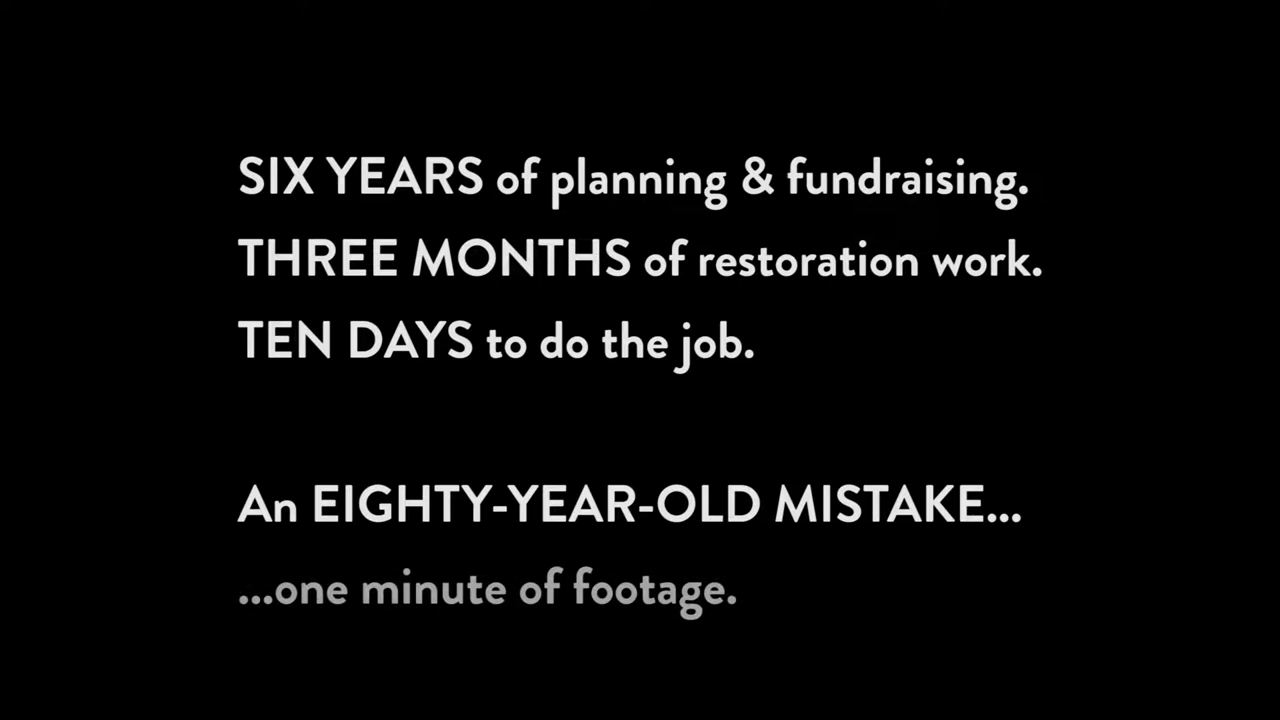 SIX YEARS of planning & fundraising.
THREE MONTHS of restoration work.
TEN DAYS to do the job.
An EIGHTY-YEAR-OLD MISTAKE...
...one minute of footage.